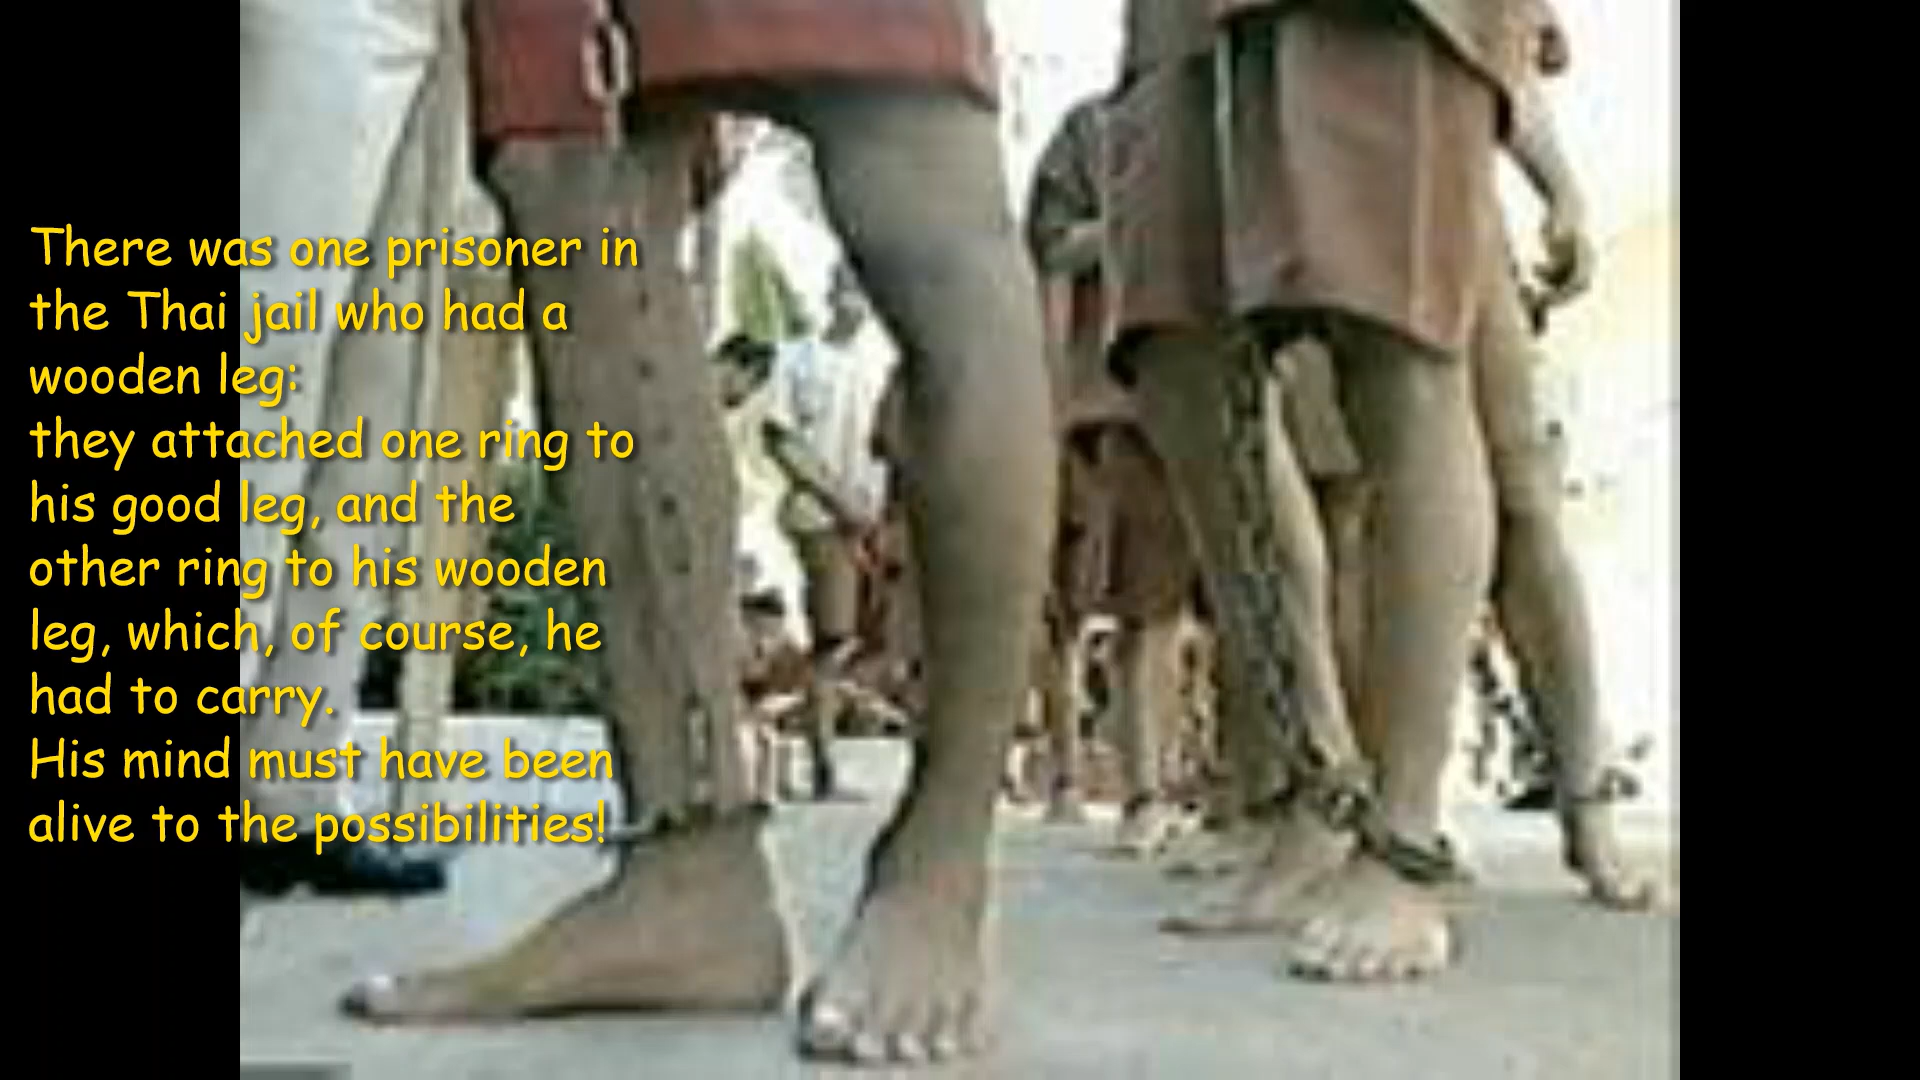 There was one prisoner in
the Thai jail who had a
wooden leg:
they attached one ring to
his good leg, and the
other ring to his wooden
leg, which, of course, he
had to carry.
His mind must have been
alive to the possibilities!